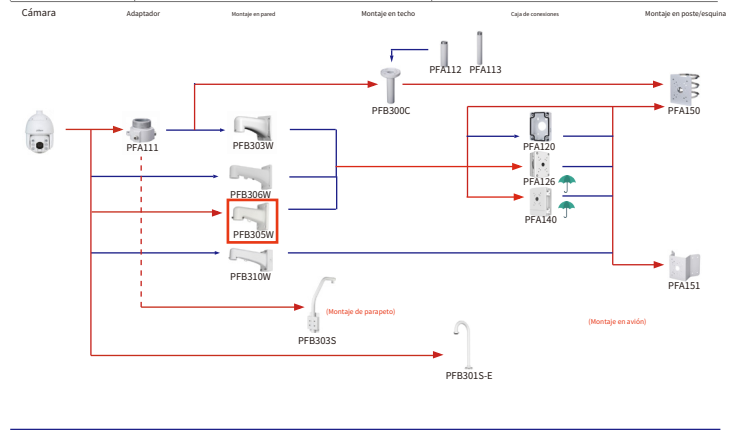 Cámara
Adaptador
Montaje en pared
Montaje en techo
Caja de conexiones
Montaje en poste/esquina
PFA112
PFA113
PFB300C
PFA150
PFA111
PFB303W
PFA120
PFB306W
PFA126
PFB305W
PFA140
PFB310W
PFA151
(Montaje de parapeto)
(Montaje en avión)
PFB303S
PFB301S-E